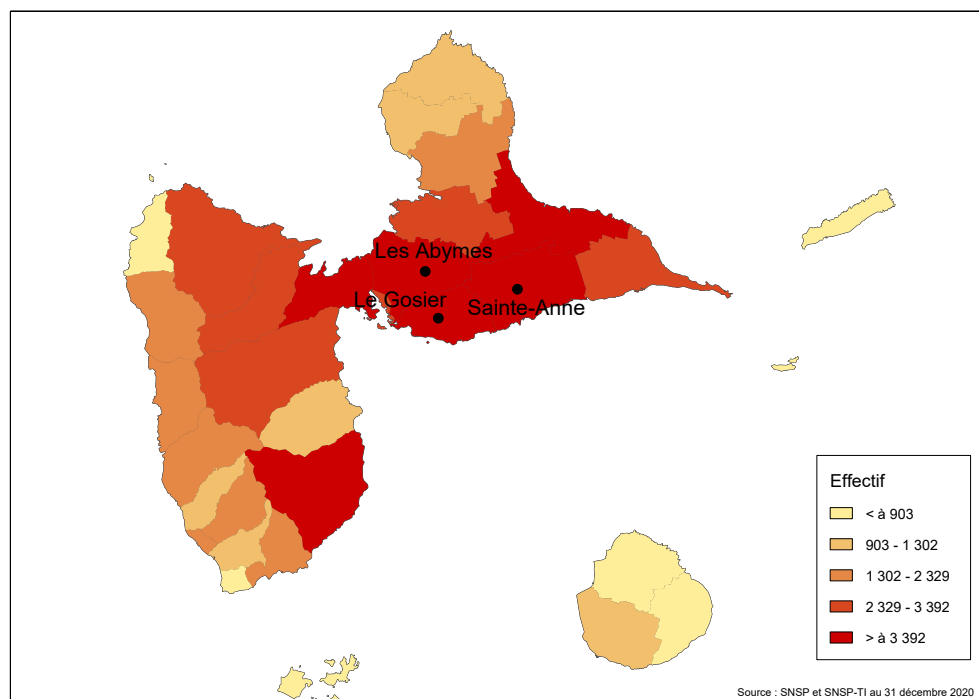 Les Abymes
Le Gosier
Sainte-Anne
Effectif
< à 903
903 - 1 302
1 302 - 2 329
2 329 - 3 392
> à 3 392
Source : SNSP et SNSP-TI au 31 décembre 2020